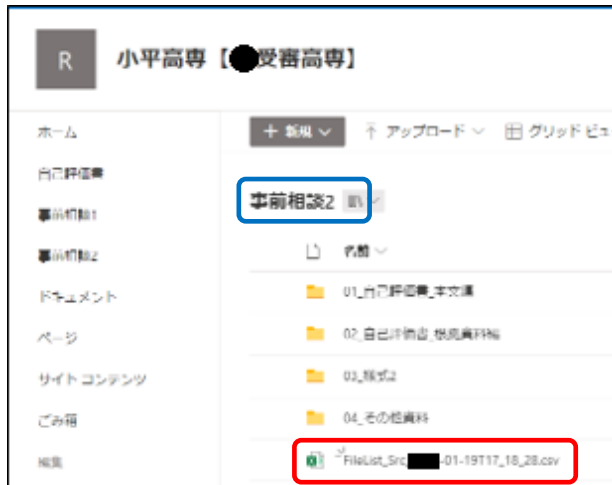 R
小平高専【 受審高専】
ホーム
自己評価書
事前相談1
事前相談2
ドキュメント
ページ
サイト コンテンツ
ごみ箱
編集
＋ 新規
アップロード
グリッド ビュ
事前相談2
名前
01_自己評価書_本文編
02_自己評価書_根拠資料編
03_様式2
04_その他資料
FileList_Src_ -01-19T17_18_28.csv